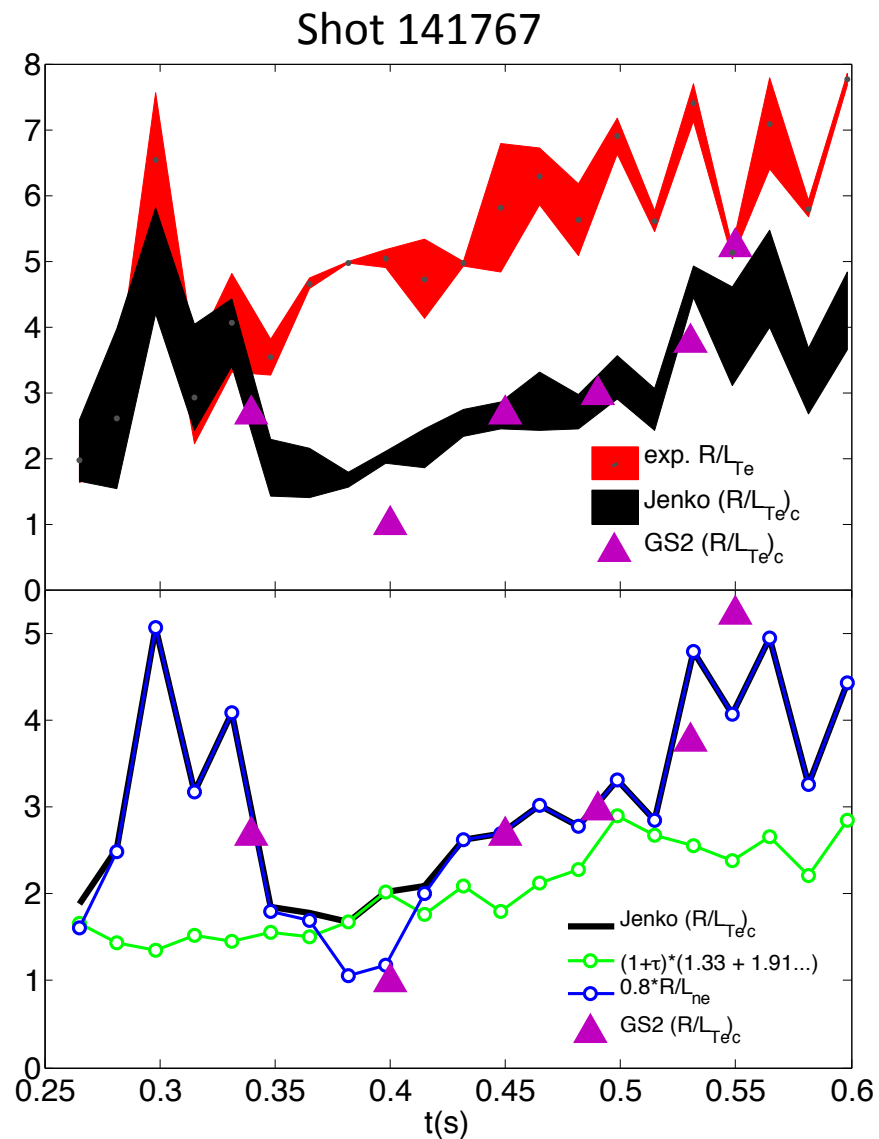 Shot 141767
8
7
6
5
4
3
2
1
0
exp. R/L_Te
Jenko (R/L_Te)_c
GS2 (R/L_Te)_c
5
4
3
2
1
0
Jenko (R/L_Te)_c
(1+τ)*(1.33 + 1.91...)
0.8*R/L_ne
GS2 (R/L_Te)_c
0.25 0.3 0.35 0.4 0.45 0.5 0.55 0.6
t(s)